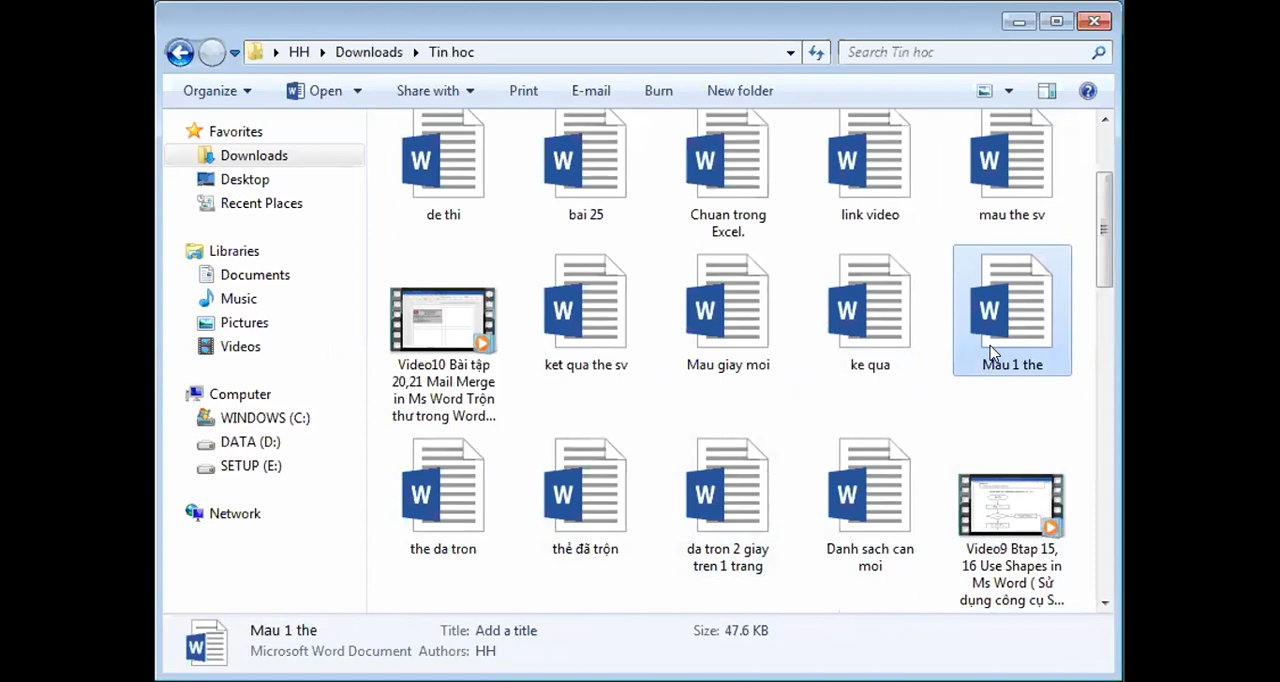 HH Downloads Tin hoc
Search Tin hoc
Organize Open Share with Print E-mail Burn New folder
Favorites
Downloads
Desktop
Recent Places
Libraries
Documents
Music
Pictures
Videos
Computer
WINDOWS (C:)
DATA (D:)
SETUP (E:)
Network
W W W W W
de thi
bai 25
Chuan trong
Excel.
link video
mau the sv
W W W W
Video10 Bài tập
20,21 Mail Merge
in Ms Word Trộn
thư trong Word...
ket qua the sv
Mau giay moi
ke qua
Mau 1 the
W W W W
the da tron
thẻ đã trộn
da tron 2 giay
tren 1 trang
Danh sach can
moi
Video9 Btap 15,
16 Use Shapes in
Ms Word ( Sử
dụng công cụ S...
W
Mau 1 the
Title: Add a title
Size: 47.6 KB
Microsoft Word Document
Authors: HH